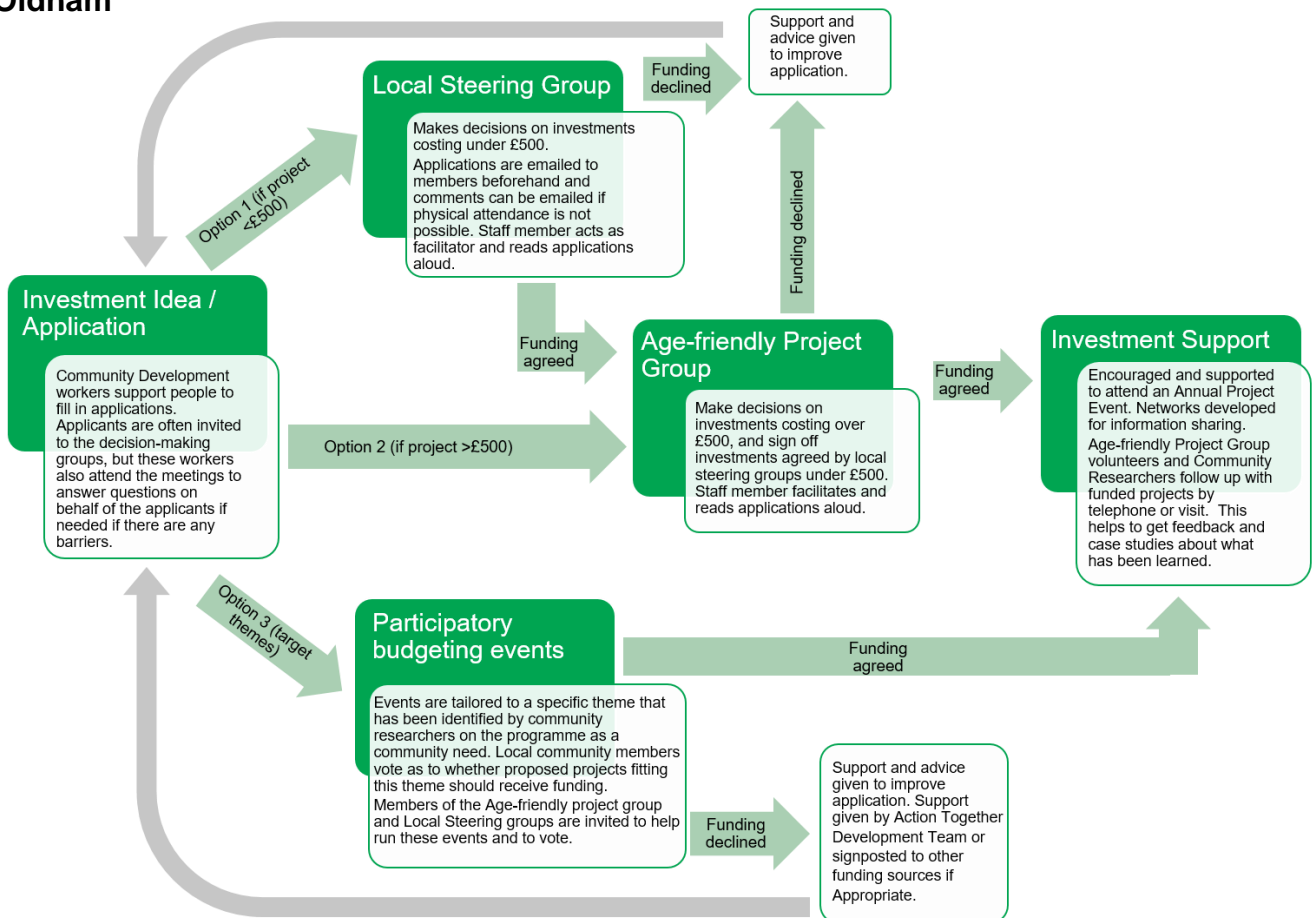 Oldham
Support and
advice given
to improve
application.
Funding
declined
Local Steering Group
Makes decisions on investments
costing under £500.
Applications are emailed to
members beforehand and
comments can be emailed if
physical attendance is not
possible. Staff member acts as
facilitator and reads applications
aloud.
Option 1 (if project
<£500)
Funding declined
Investment Idea /
Application
Community Development
workers support people to
fill in applications.
Applicants are often invited
to the decision-making
groups, but these workers
also attend the meetings to
answer questions on
behalf of the applicants if
needed if there are any
barriers.
Funding
agreed
Option 2 (if project >£500)
Age-friendly Project
Group
Make decisions on
investments costing over
£500, and sign off
investments agreed by local
steering groups under £500.
Staff member facilitates and
reads applications aloud.
Funding
agreed
Investment Support
Encouraged and supported
to attend an Annual Project
Event. Networks developed
for information sharing.
Age-friendly Project Group
volunteers and Community
Researchers follow up with
funded projects by
telephone or visit.  This
helps to get feedback and
case studies about what
has been learned.
Option 3 (target
themes)
Participatory
budgeting events
Events are tailored to a specific theme that
has been identified by community
researchers on the programme as a
community need. Local community members
vote as to whether proposed projects fitting
this theme should receive funding.
Members of the Age-friendly project group
and Local Steering groups are invited to help
run these events and to vote.
Funding
agreed
Funding
declined
Support and advice
given to improve
application. Support
given by Action Together
Development Team or
signposted to other
funding sources if
Appropriate.